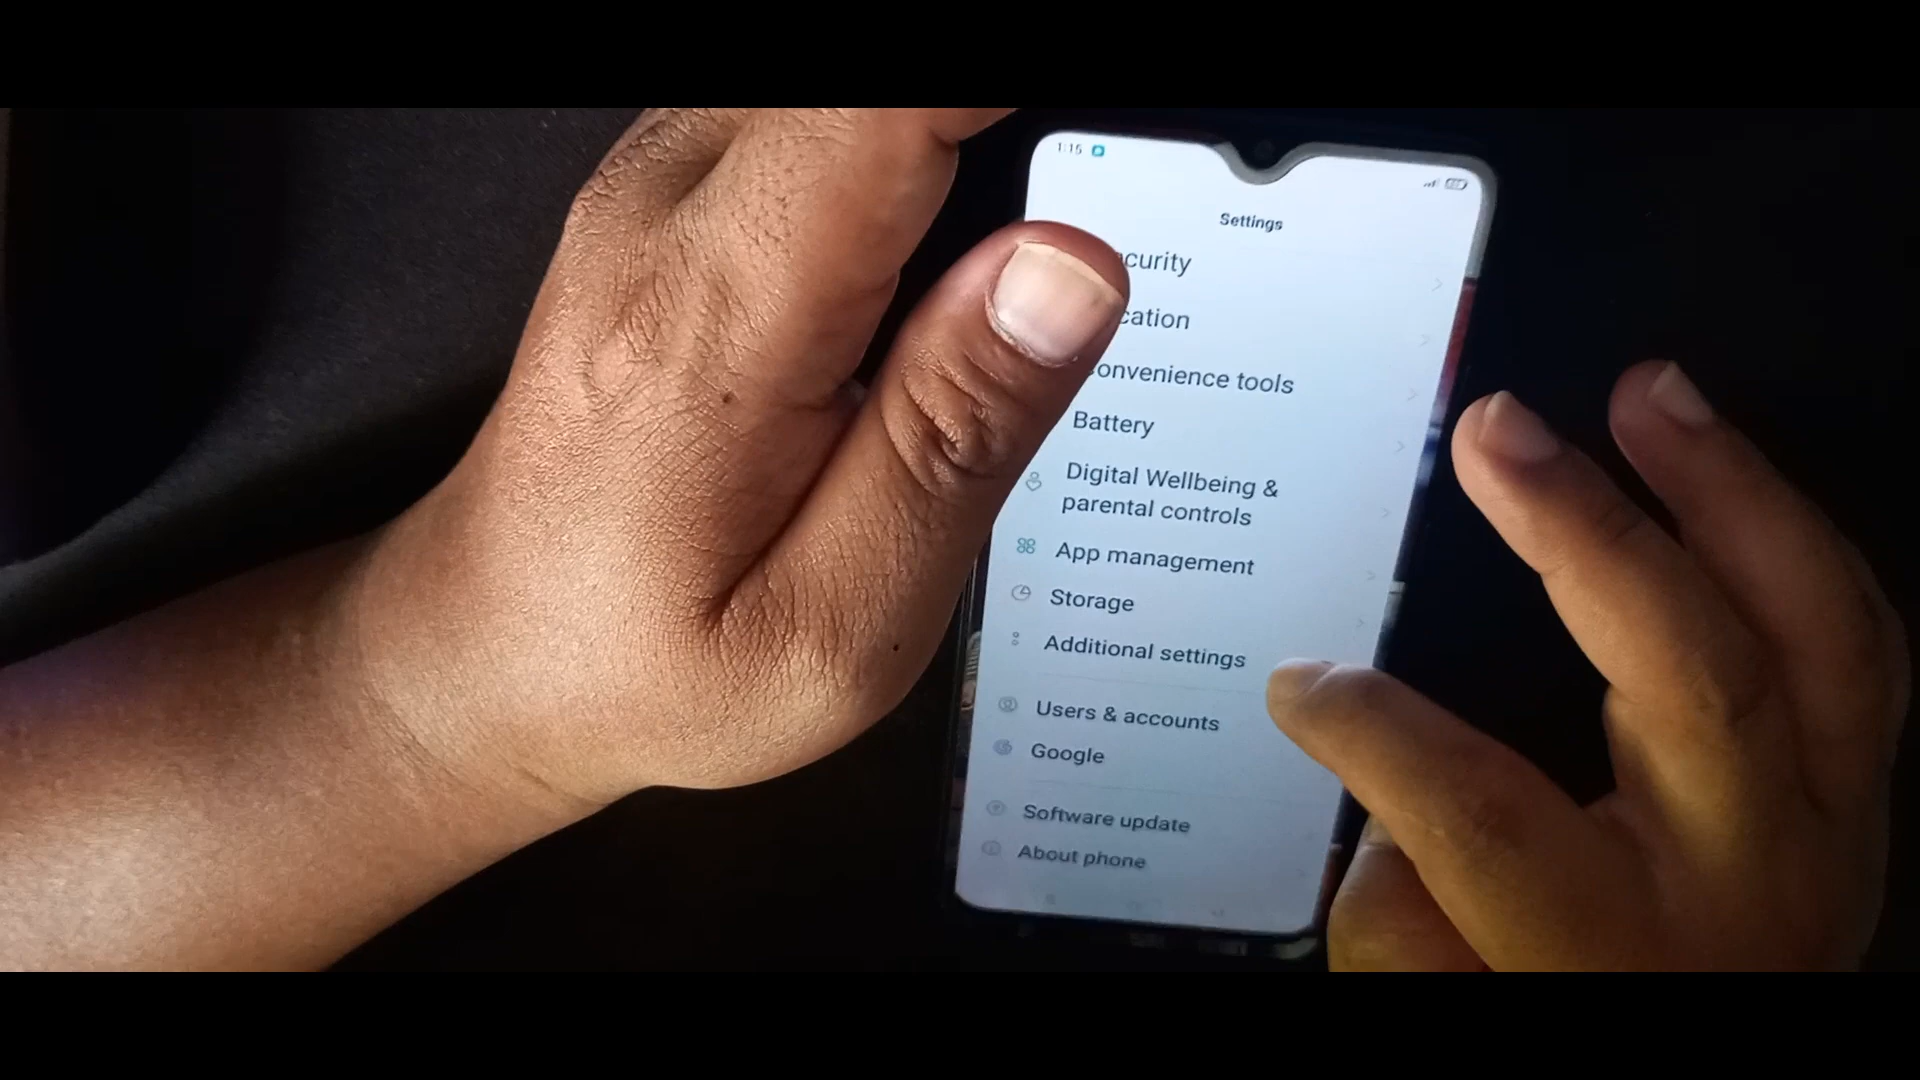 1:15
Settings
curity
cation
onvenience tools
Battery
Digital Wellbeing &
parental controls
App management
Storage
Additional settings
Users & accounts
Google
Software update
About phone